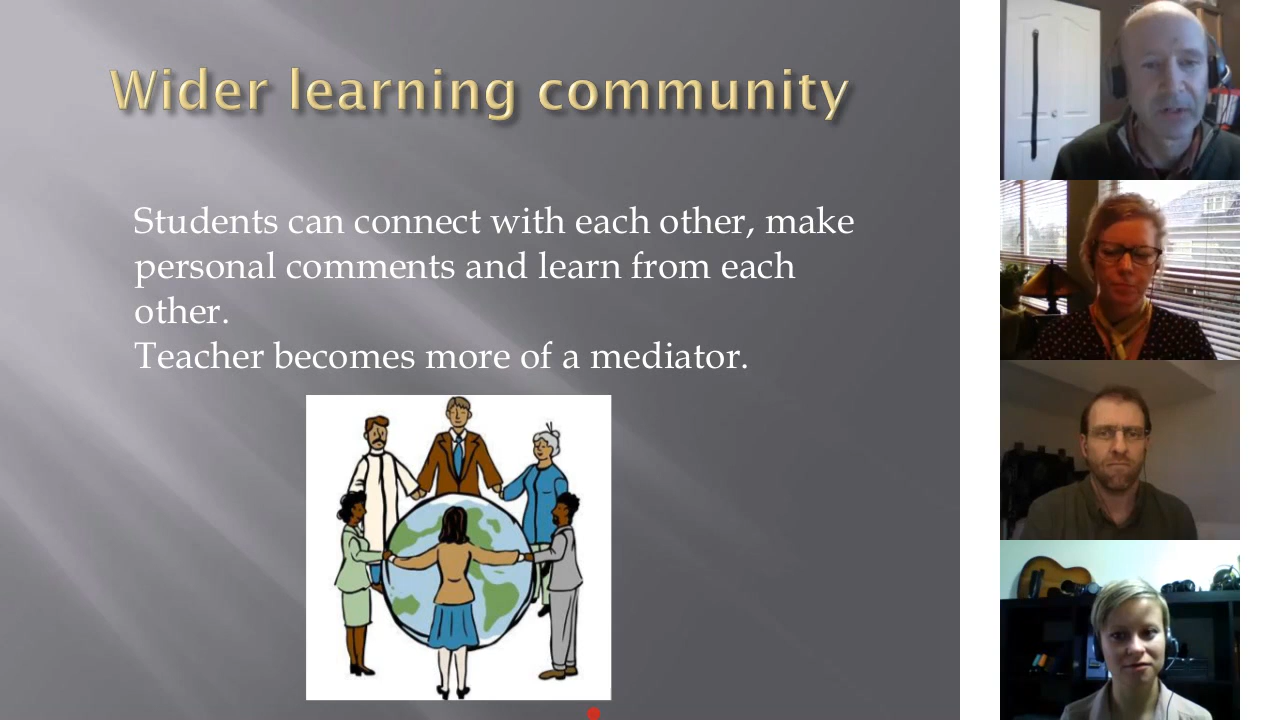 Wider learning community
Students can connect with each other, make
personal comments and learn from each
other.
Teacher becomes more of a mediator.